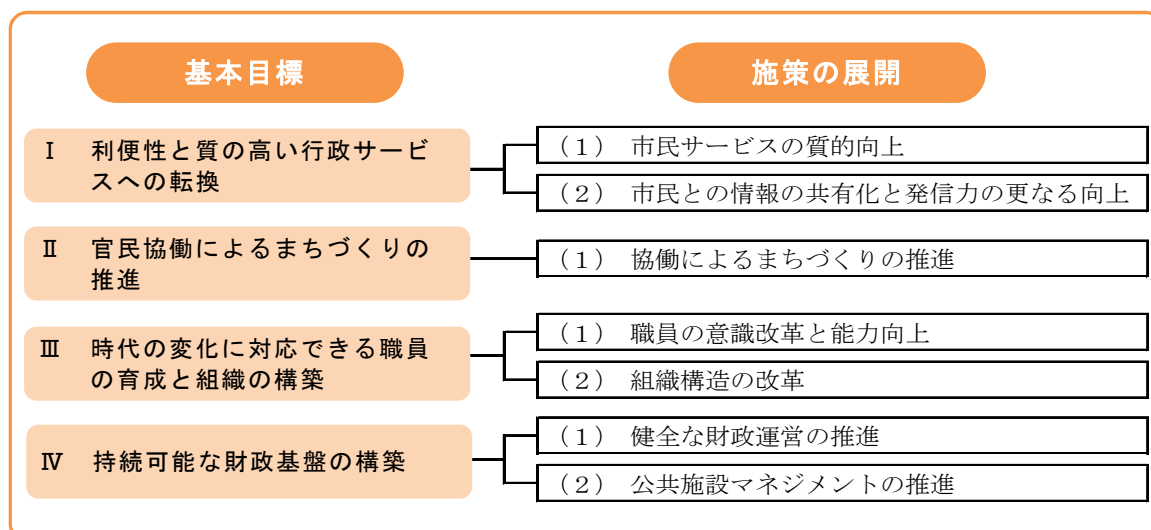 基本目標
施策の展開
Ⅰ 利便性と質の高い行政サービ
スへの転換
(1) 市民サービスの質的向上
(2) 市民との情報の共有化と発信力の更なる向上
Ⅱ 官民協働によるまちづくりの
推進
(1) 協働によるまちづくりの推進
Ⅲ 時代の変化に対応できる職員
の育成と組織の構築
(1) 職員の意識改革と能力向上
(2) 組織構造の改革
Ⅳ 持続可能な財政基盤の構築
(1) 健全な財政運営の推進
(2) 公共施設マネジメントの推進